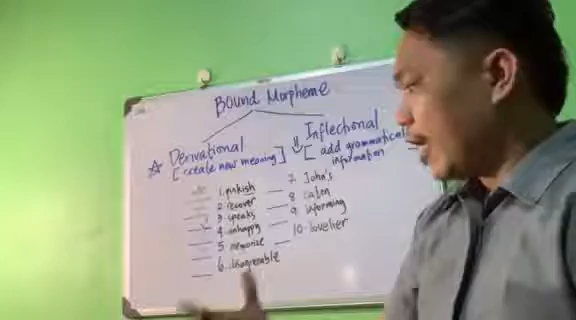 Bound Morpheme
Derivational
[create new meaning]
Inflectional
[add grammatical
information
1. pinkish
2. recover
3. speaks
4. unhappy
5. memorize
6. disagreeable
7. John's
8. eaten
9. informing
10. lovelier